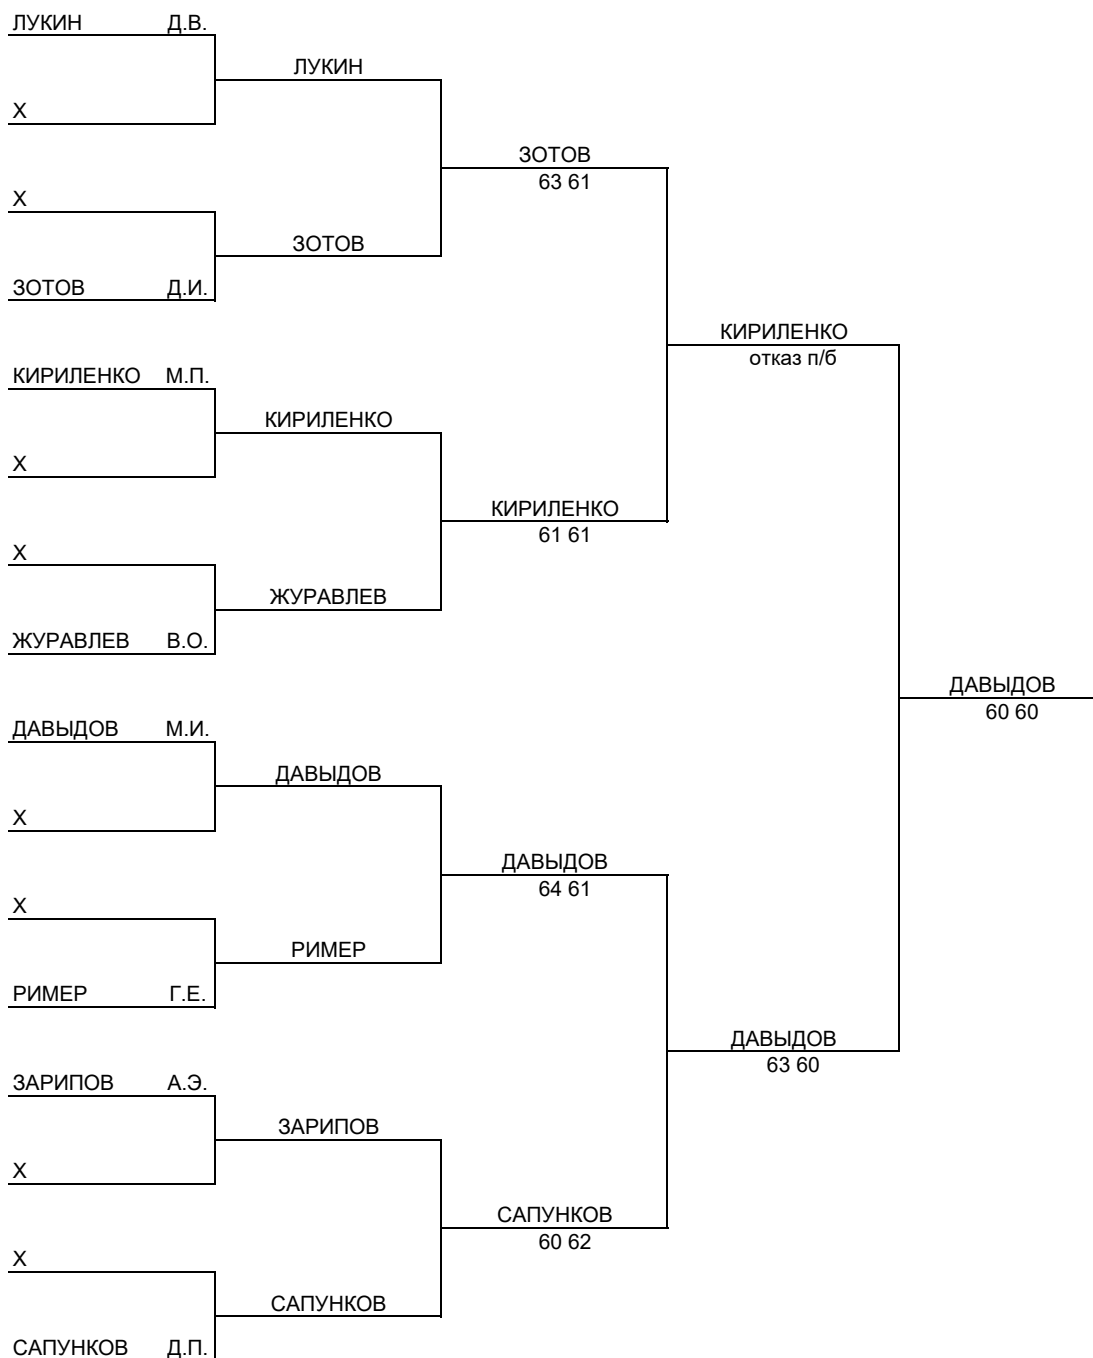 ЛУКИН Д.В.
ЛУКИН
X
ЗОТОВ
63 61
X
ЗОТОВ
ЗОТОВ Д.И.
КИРИЛЕНКО
отказ п/б
КИРИЛЕНКО М.П.
КИРИЛЕНКО
X
КИРИЛЕНКО
61 61
X
ЖУРАВЛЕВ
ЖУРАВЛЕВ В.О.
ДАВЫДОВ
60 60
ДАВЫДОВ М.И.
ДАВЫДОВ
X
ДАВЫДОВ
64 61
X
РИМЕР
РИМЕР Г.Е.
ДАВЫДОВ
63 60
ЗАРИПОВ А.Э.
ЗАРИПОВ
X
САПУНКОВ
60 62
X
САПУНКОВ
САПУНКОВ Д.П.